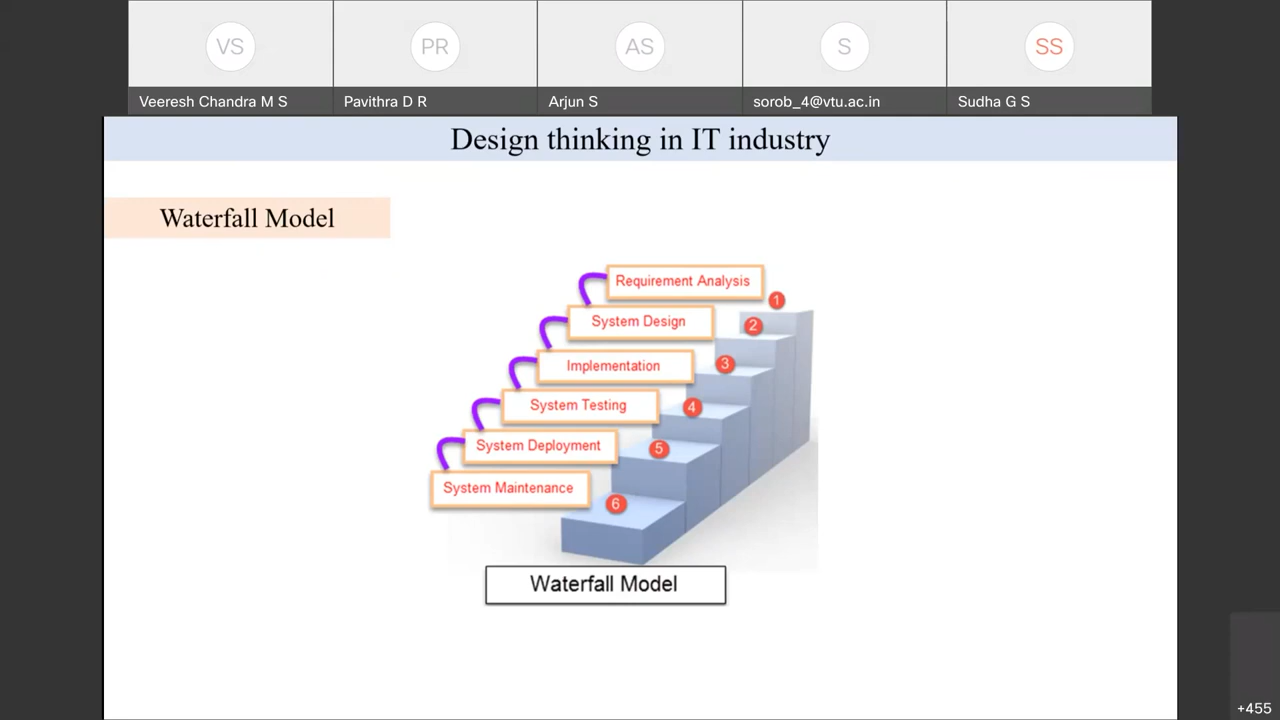 VS
PR
AS
S
SS
Veeresh Chandra M S
Pavithra D R
Arjun S
sorob_4@vtu.ac.in
Sudha G S
Design thinking in IT industry
Waterfall Model
Requirement Analysis
1
System Design
2
Implementation
3
System Testing
4
System Deployment
5
System Maintenance
6
Waterfall Model
+455